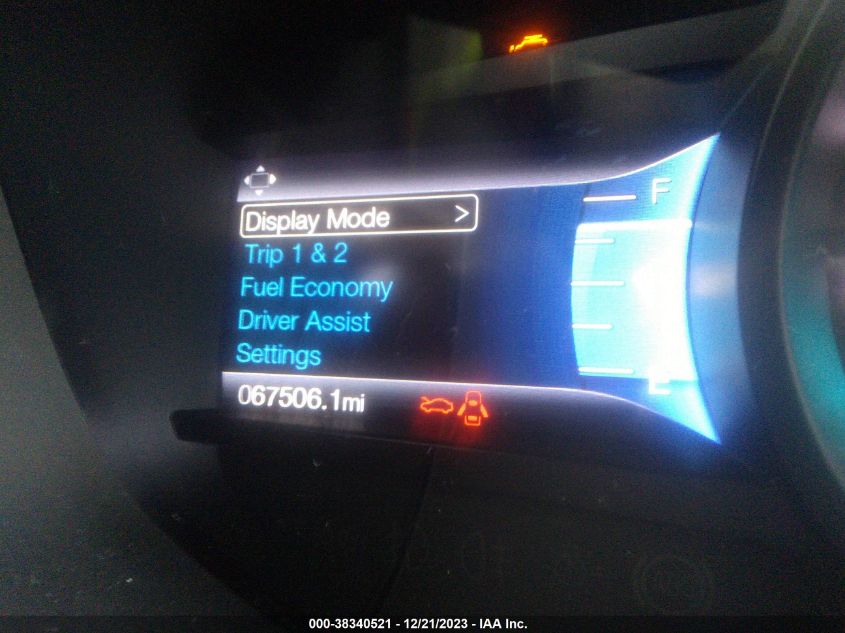 F
Display Mode >
Trip 1 & 2
Fuel Economy
Driver Assist
Settings
E
067506.1mi
000-38340521 - 12/21/2023 - IAA Inc.